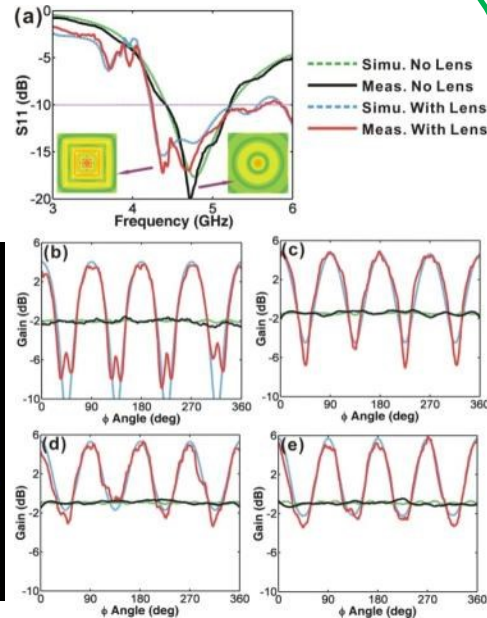 (a)
0
-5
-10
-15
-20
S11 (dB)
3
4
5
6
Frequency (GHz)
Simu. No Lens
Meas. No Lens
Simu. With Lens
Meas. With Lens
(b)
6
2
-2
-6
-10
Gain (dB)
0
90
180
270
360
ϕ Angle (deg)
(c)
6
2
-2
-6
-10
Gain (dB)
0
90
180
270
360
ϕ Angle (deg)
(d)
6
2
-2
-6
-10
Gain (dB)
0
90
180
270
360
ϕ Angle (deg)
(e)
6
2
-2
-6
-10
Gain (dB)
0
90
180
270
360
ϕ Angle (deg)